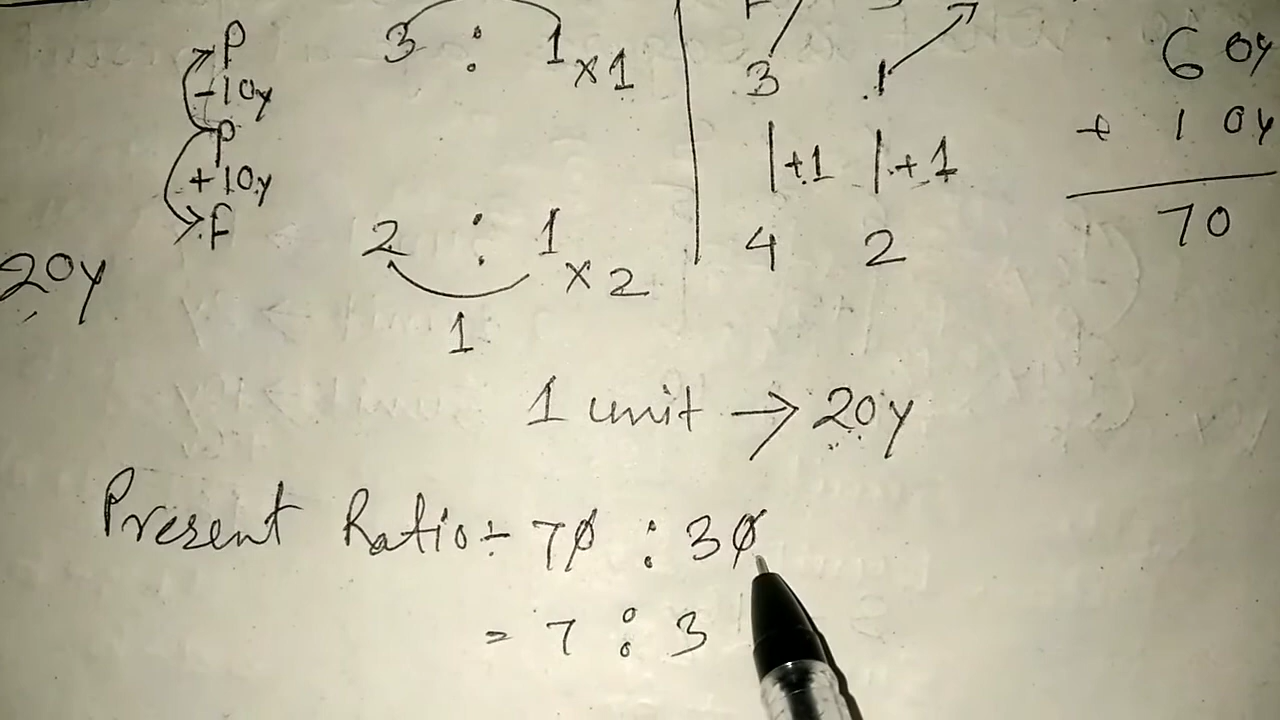 P
-10y
P
+10y
F
20y
3 : 1 ×1
2 : 1 ×2
1
3 1
|+1 |+1
4 2
60y
+ 10y
70
1 unit → 20y
Present Ratio:- 70 : 30
= 7 : 3